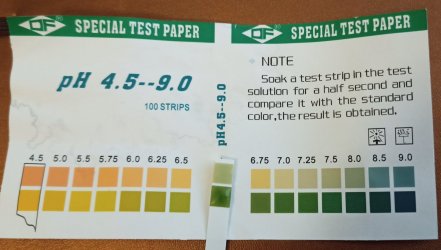 QF SPECIAL TEST PAPER
pH 4.5--9.0
100 STRIPS
4.5 5.0 5.5 5.75 6.0 6.25 6.5
pH4.5--9.0
QF SPECIAL TEST PAPER
NOTE
Soak a test strip in the test
solution for a half second and
compare it with the standard
color,the result is obtained.
6.75 7.0 7.25 7.5 8.0 8.5 9.0